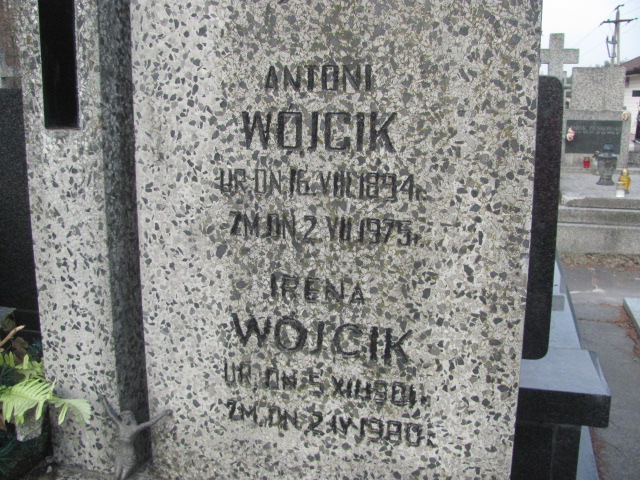 ANTONI
WÓJCIK
UR. DN. 16. VIII. 1894 r.
ZM. DN. 2. VII. 1975 r.
IRENA
WÓJCIK
UR. DN. 5. XII. 1901 r.
ZM. DN. 2. IV. 1980 r.